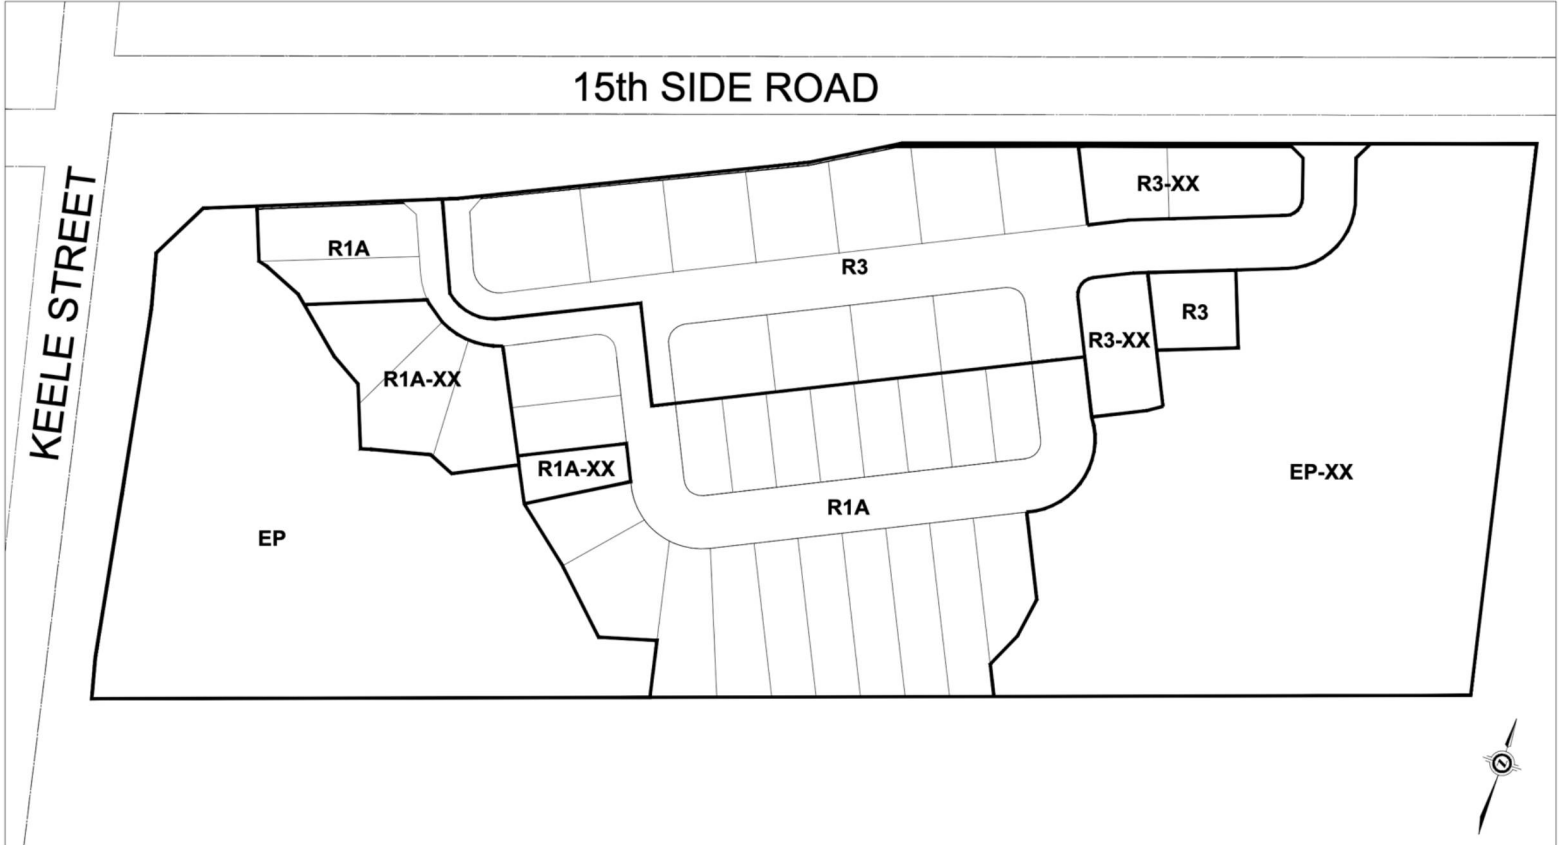 15th SIDE ROAD
KEELE STREET
R3-XX
R1A
R3
R3
R3-XX
R1A-XX
R1A-XX
EP-XX
R1A
EP